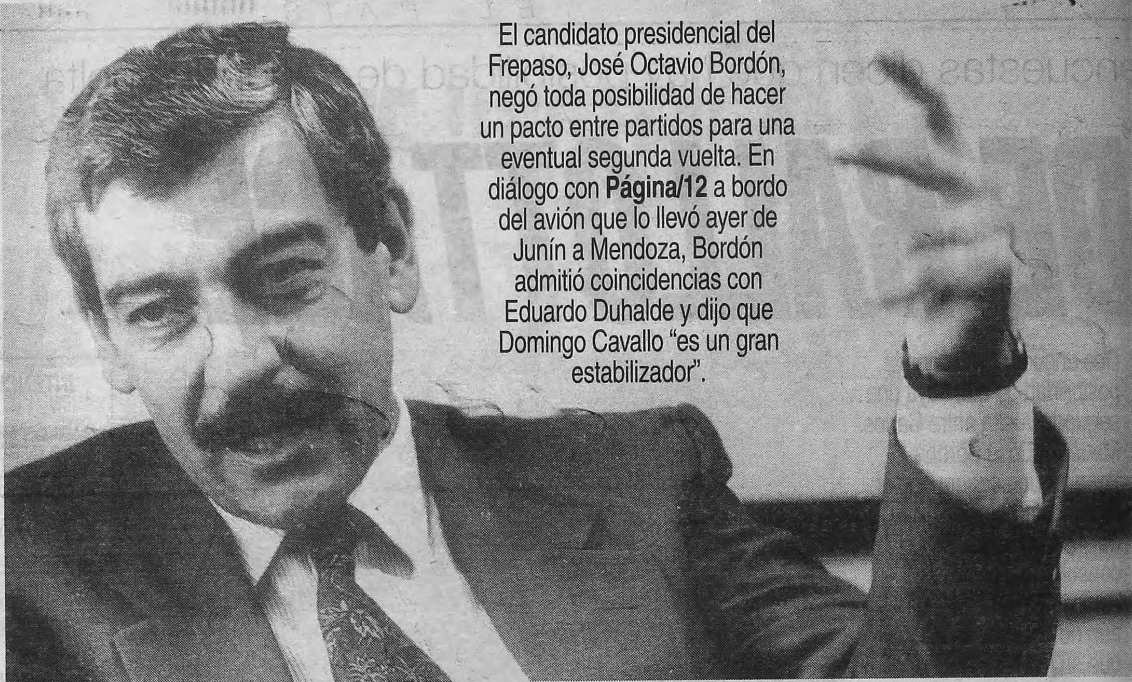 El candidato presidencial del
Frepaso, José Octavio Bordón,
negó toda posibilidad de hacer
un pacto entre partidos para una
eventual segunda vuelta. En
diálogo con Página/12 a bordo
del avión que lo llevó ayer de
Junín a Mendoza, Bordón
admitió coincidencias con
Eduardo Duhalde y dijo que
Domingo Cavallo “es un gran
estabilizador”.